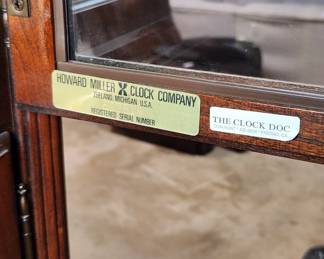 HOWARD MILLER CLOCK COMPANY
ZEELAND, MICHIGAN U.S.A.
REGISTERED SERIAL NUMBER
THE CLOCK DOC